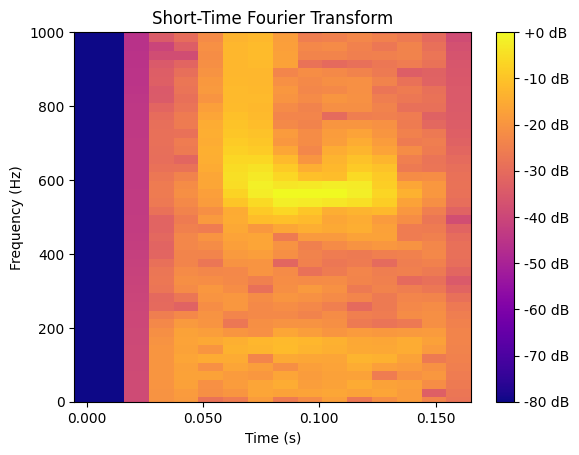 Short-Time Fourier Transform
1000
800
600
400
200
0
Frequency (Hz)
0.000
0.050
0.100
0.150
Time (s)
+0 dB
-10 dB
-20 dB
-30 dB
-40 dB
-50 dB
-60 dB
-70 dB
-80 dB